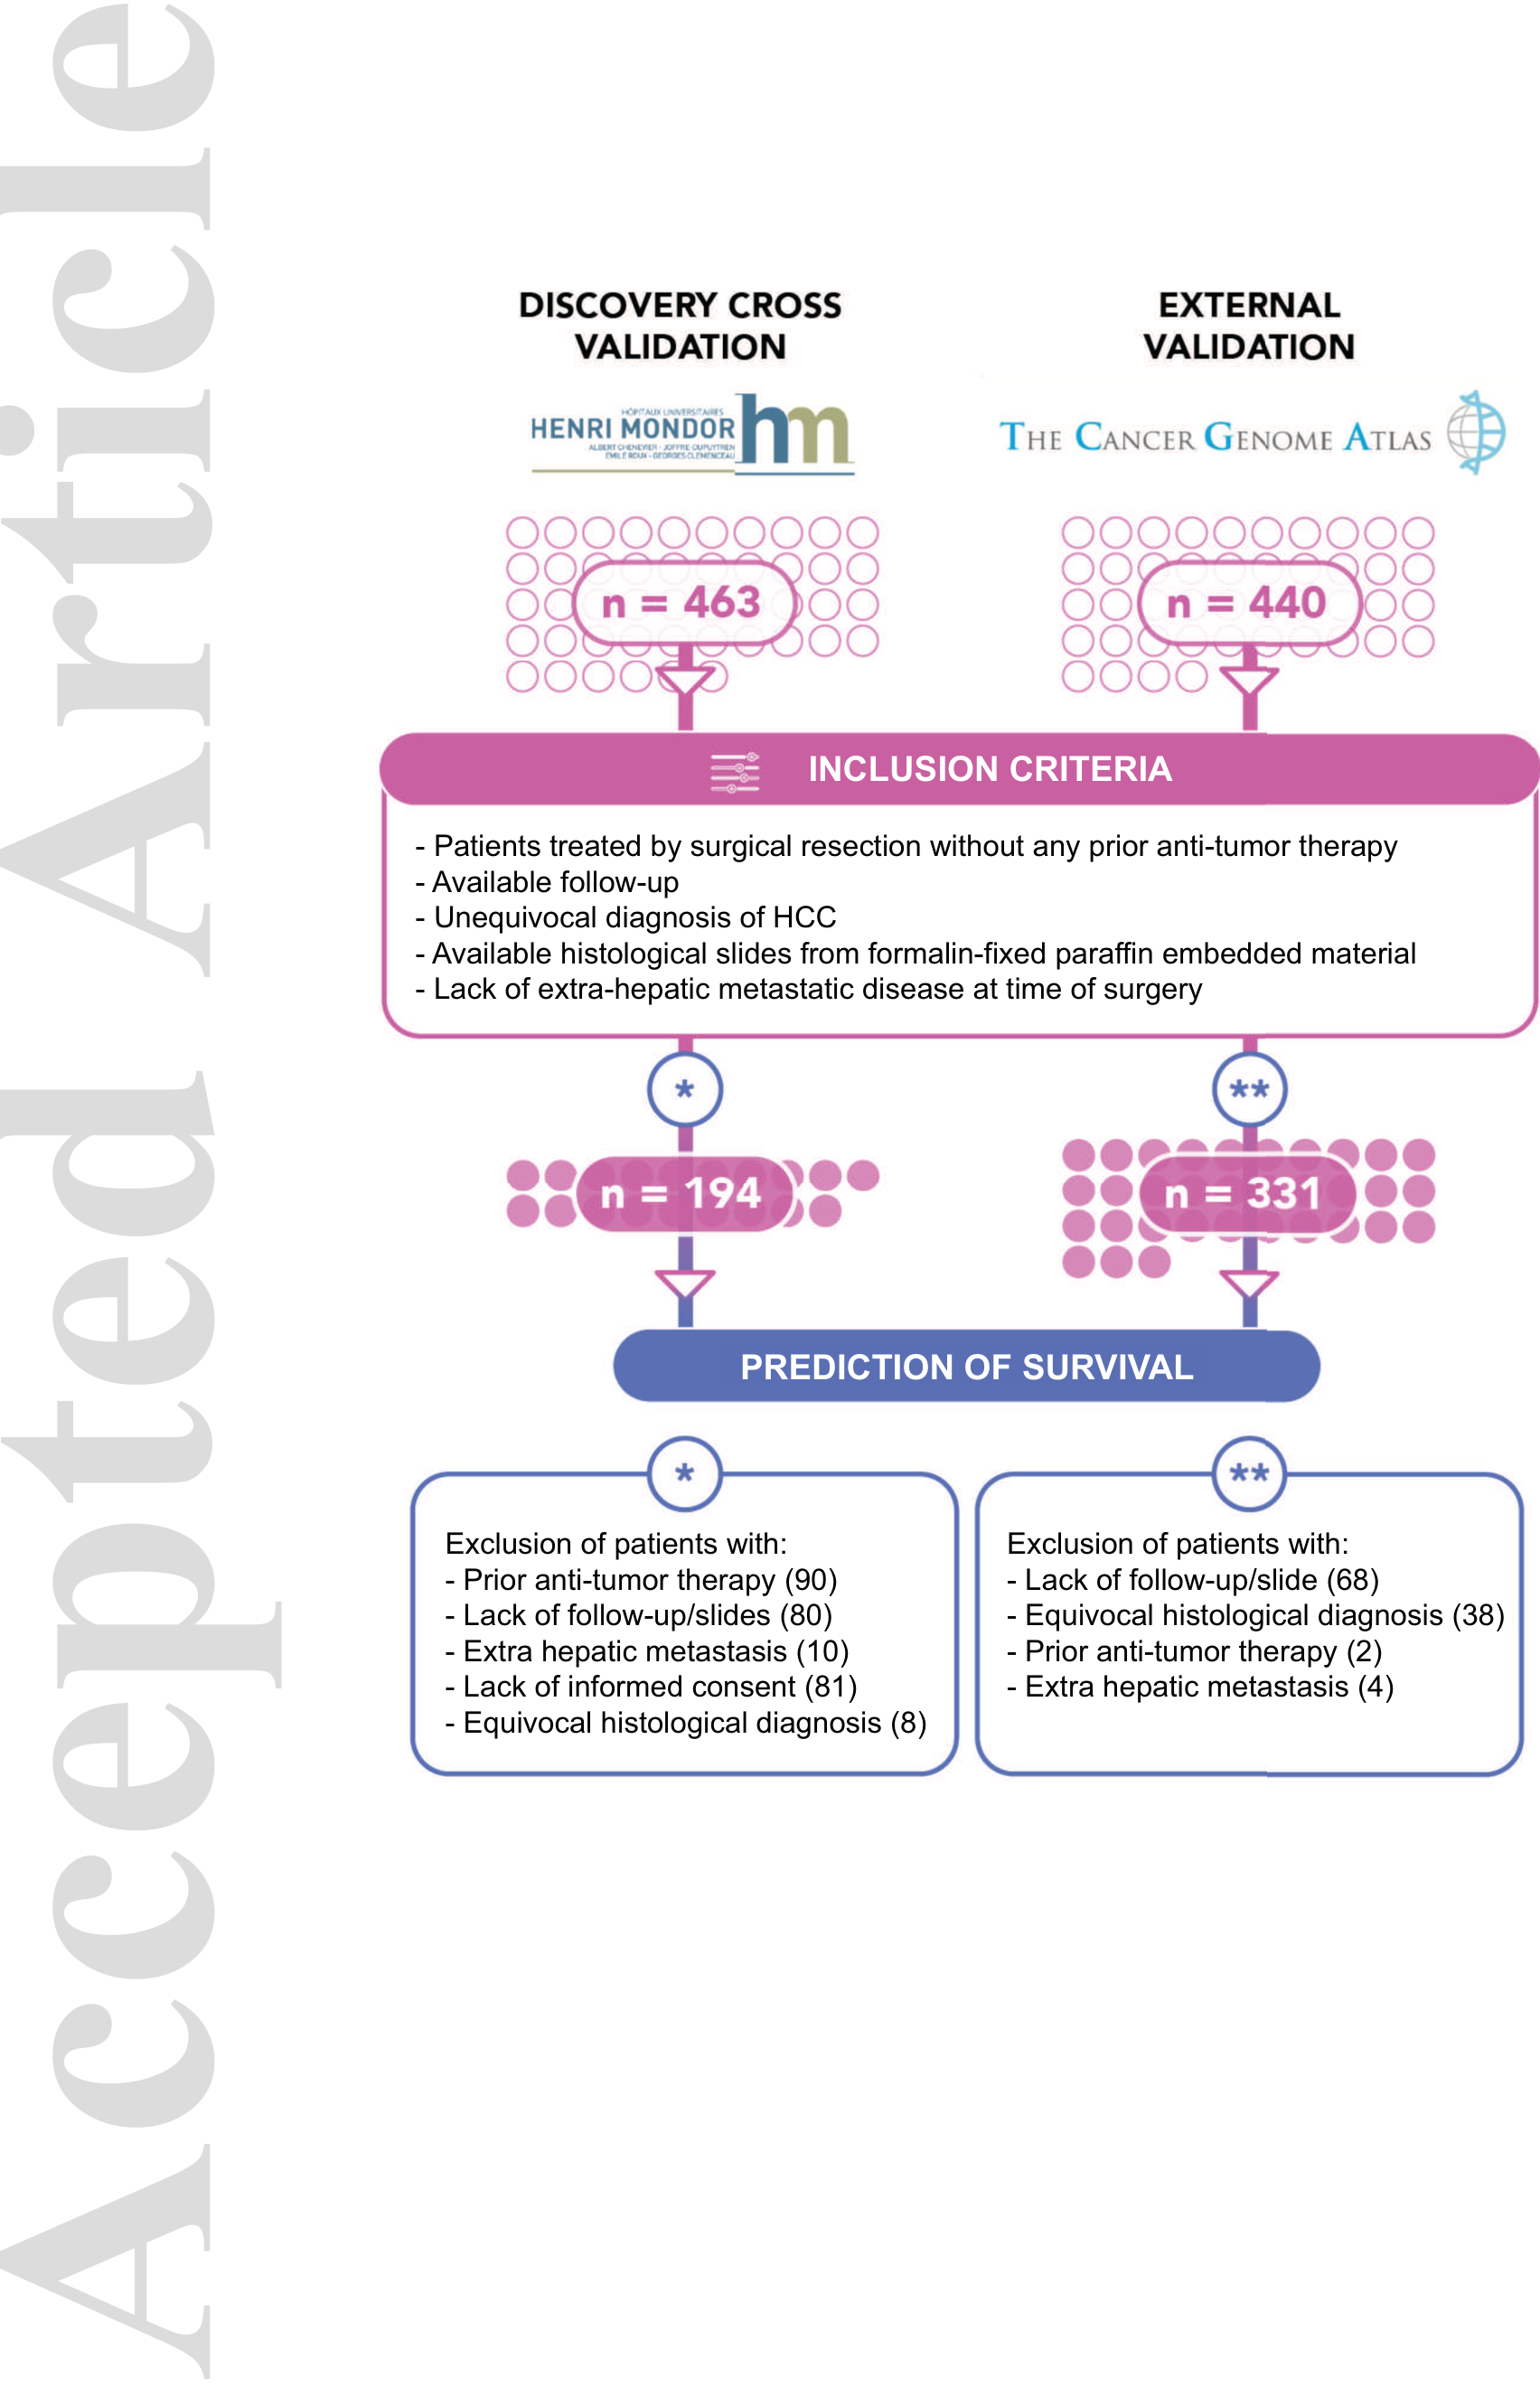 Accepted Article
DISCOVERY CROSS
VALIDATION
HÔPITAUX UNIVERSITAIRES
HENRI MONDOR
ALBERT CHENEVIER - JOFFRE-DUPUYTREN
EMILE ROUX - GEORGES CLEMENCEAU
hm
EXTERNAL
VALIDATION
THE CANCER GENOME ATLAS
n = 463
n = 440
INCLUSION CRITERIA
- Patients treated by surgical resection without any prior anti-tumor therapy
- Available follow-up
- Unequivocal diagnosis of HCC
- Available histological slides from formalin-fixed paraffin embedded material
- Lack of extra-hepatic metastatic disease at time of surgery
*
**
n = 194
n = 331
PREDICTION OF SURVIVAL
*
Exclusion of patients with:
- Prior anti-tumor therapy (90)
- Lack of follow-up/slides (80)
- Extra hepatic metastasis (10)
- Lack of informed consent (81)
- Equivocal histological diagnosis (8)
**
Exclusion of patients with:
- Lack of follow-up/slide (68)
- Equivocal histological diagnosis (38)
- Prior anti-tumor therapy (2)
- Extra hepatic metastasis (4)